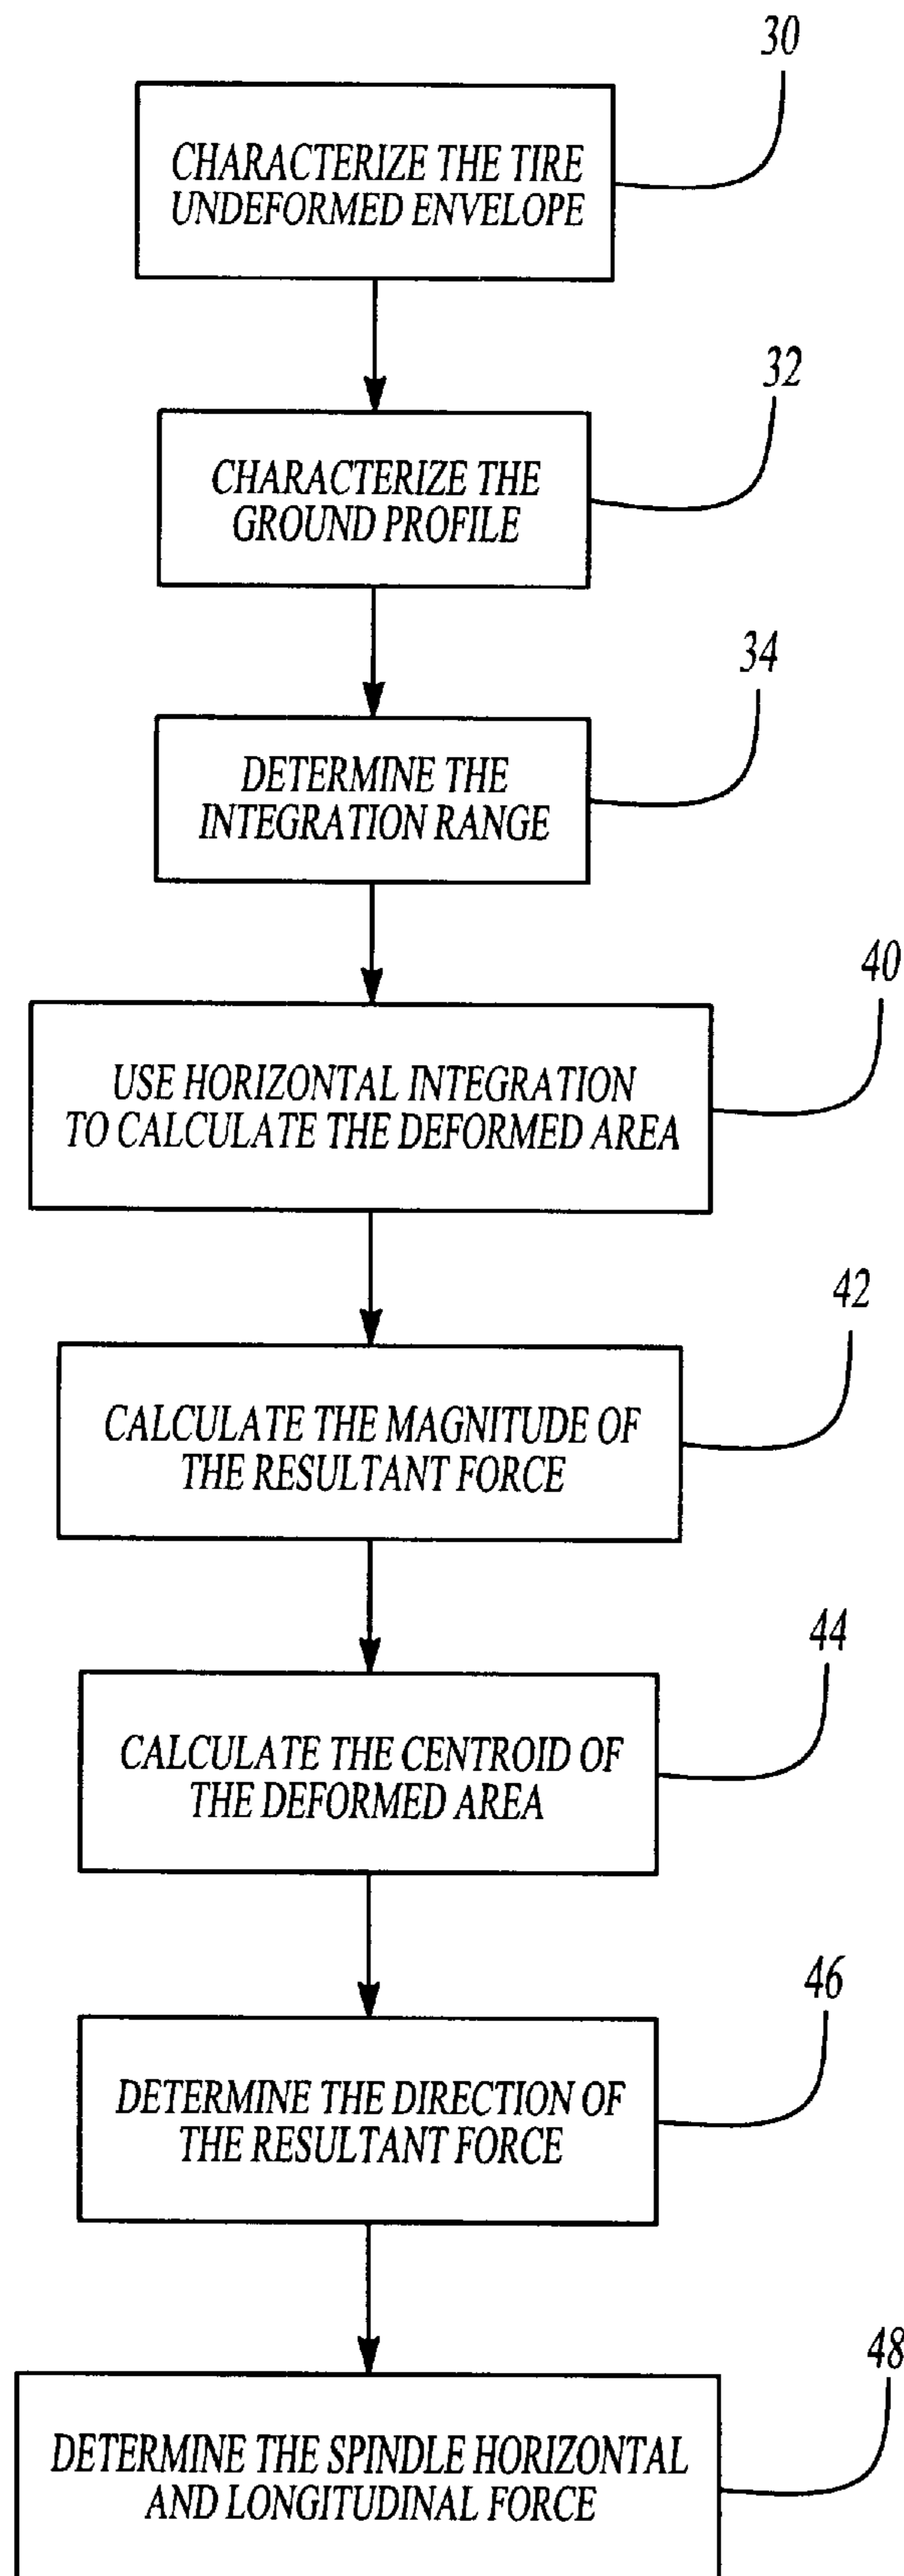 30
CHARACTERIZE THE TIRE
UNDEFORMED ENVELOPE
32
CHARACTERIZE THE
GROUND PROFILE
34
DETERMINE THE
INTEGRATION RANGE
40
USE HORIZONTAL INTEGRATION
TO CALCULATE THE DEFORMED AREA
42
CALCULATE THE MAGNITUDE OF
THE RESULTANT FORCE
44
CALCULATE THE CENTROID OF
THE DEFORMED AREA
46
DETERMINE THE DIRECTION OF
THE RESULTANT FORCE
48
DETERMINE THE SPINDLE HORIZONTAL
AND LONGITUDINAL FORCE